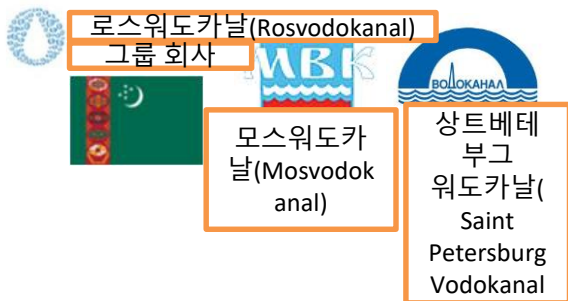 로스워도카날(Rosvodokanal)
그룹 회사
МВК
ВОДОКАНАЛ
모스워도카
날(Mosvodok
anal)
상트베테
부그
워도카날(
Saint
Petersburg
Vodokanal